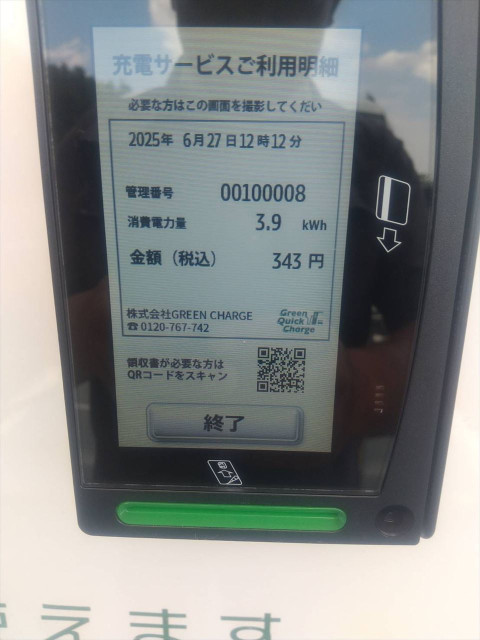 充電サービスご利用明細
必要な方はこの画面を撮影してくだい
2025年 6月27日12時12分
管理番号 00100008
消費電力量 3.9 kWh
金額（税込） 343 円
株式会社GREEN CHARGE
☎0120-767-742
Green
Quick
Charge
領収書が必要な方は
QRコードをスキャン
終了
えます